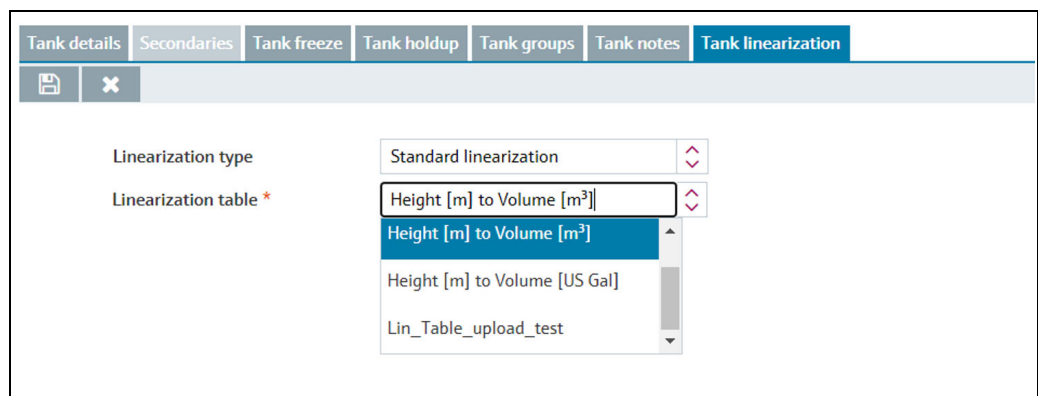 Tank details Secondaries Tank freeze Tank holdup Tank groups Tank notes Tank linearization
Linearization type Standard linearization
Linearization table * Height [m] to Volume [m³]
Height [m] to Volume [m³]
Height [m] to Volume [US Gal]
Lin_Table_upload_test